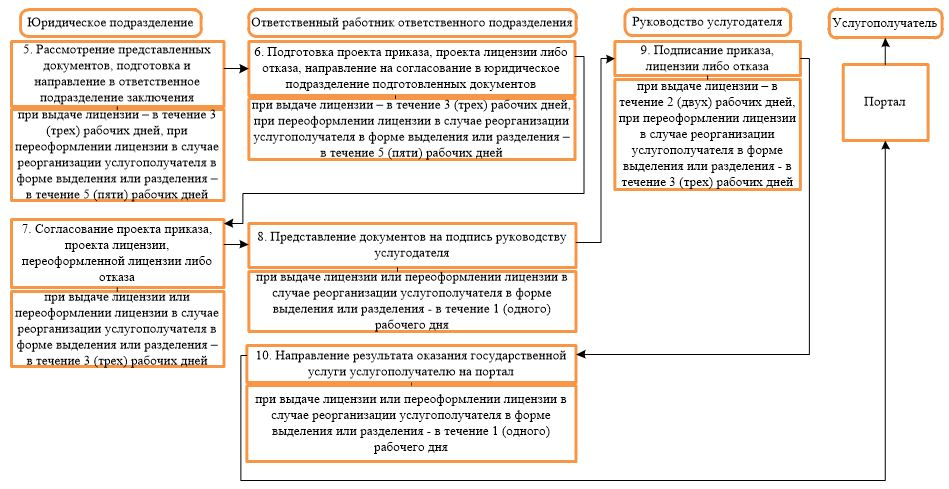 Юридическое подразделение
Ответственный работник ответственного подразделения
Руководство услугодателя
Услугополучатель
5. Рассмотрение представленных
документов, подготовка и
направление в ответственное
подразделение заключения
при выдаче лицензии – в течение 3
(трех) рабочих дней, при
переоформлении лицензии в случае
реорганизации услугополучателя в
форме выделения или разделения –
в течение 5 (пяти) рабочих дней
6. Подготовка проекта приказа, проекта лицензии либо
отказа, направление на согласование в юридическое
подразделение подготовленных документов
при выдаче лицензии – в течение 3 (трех) рабочих дней,
при переоформлении лицензии в случае реорганизации
услугополучателя в форме выделения или разделения –
в течение 5 (пяти) рабочих дней
9. Подписание приказа,
лицензии либо отказа
при выдаче лицензии – в
течение 2 (двух) рабочих дней,
при переоформлении лицензии
в случае реорганизации
услугополучателя в форме
выделения или разделения - в
течение 3 (трех) рабочих дней
Портал
7. Согласование проекта приказа,
проекта лицензии,
переоформленной лицензии либо
отказа
при выдаче лицензии или
переоформлении лицензии в случае
реорганизации услугополучателя в
форме выделения или разделения –
в течение 3 (трех) рабочих дней
8. Представление документов на подпись руководству
услугодателя
при выдаче лицензии или переоформлении лицензии в
случае реорганизации услугополучателя в форме
выделения или разделения - в течение 1 (одного)
рабочего дня
10. Направление результата оказания государственной
услуги услугополучателю на портал
при выдаче лицензии или переоформлении лицензии в
случае реорганизации услугополучателя в форме
выделения или разделения - в течение 1 (одного)
рабочего дня